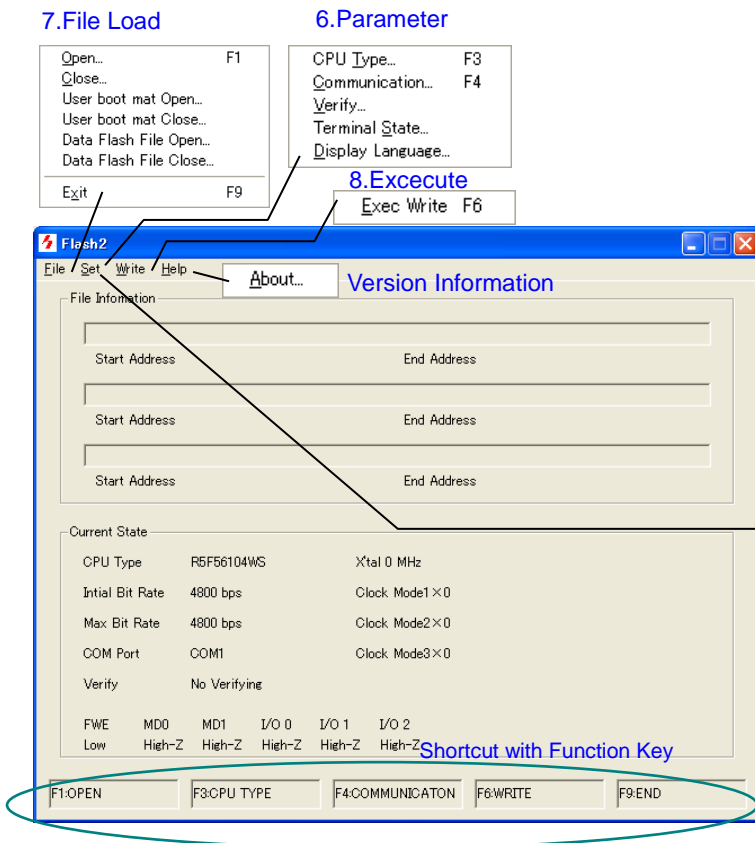 7.File Load
6.Parameter
Open... F1
Close...
User boot mat Open...
User boot mat Close...
Data Flash File Open...
Data Flash File Close...
Exit F9
CPU Type... F3
Communication... F4
Verify...
Terminal State...
Display Language...
8.Excecute
Exec Write F6
Flash2
File Set Write Help
About...
Version Information
File Infomation
Start Address End Address
Start Address End Address
Start Address End Address
Current State
CPU Type R5F56104WS X'tal 0 MHz
Intial Bit Rate 4800 bps Clock Mode1×0
Max Bit Rate 4800 bps Clock Mode2×0
COM Port COM1 Clock Mode3×0
Verify No Verifying
FWE MD0 MD1 I/O 0 I/O 1 I/O 2
Low High-Z High-Z High-Z High-Z High-Z
Shortcut with Function Key
F1:OPEN F3:CPU TYPE F4:COMMUNICATON F6:WRITE F9:END